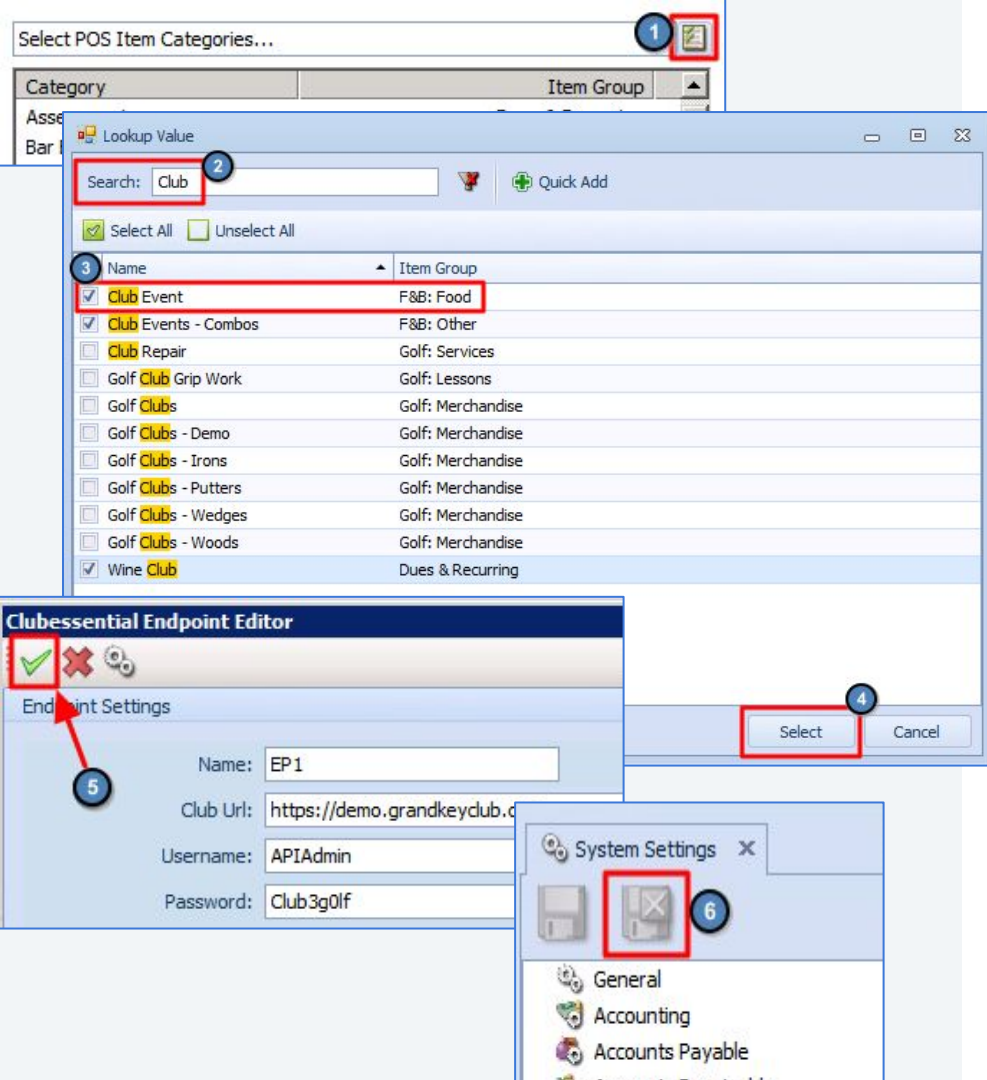 Select POS Item Categories...
1
Category Item Group
Asse
Bar
Lookup Value
2
Search: Club Quick Add
Select All Unselect All
3 Name Item Group
Club Event F&B: Food
Club Events - Combos F&B: Other
Club Repair Golf: Services
Golf Club Grip Work Golf: Lessons
Golf Clubs Golf: Merchandise
Golf Clubs - Demo Golf: Merchandise
Golf Clubs - Irons Golf: Merchandise
Golf Clubs - Putters Golf: Merchandise
Golf Clubs - Wedges Golf: Merchandise
Golf Clubs - Woods Golf: Merchandise
Wine Club Dues & Recurring
4
Select Cancel
Clubessential Endpoint Editor
Endpoint Settings
5
Name: EP1
Club Url: https://demo.grandkeyclub.c
Username: APIAdmin
Password: Club3g0lf
System Settings
6
General
Accounting
Accounts Payable